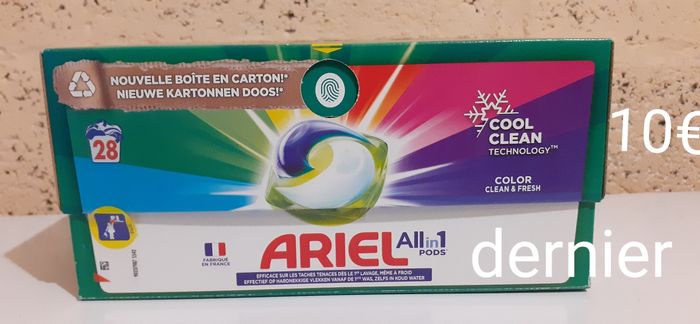 NOUVELLE BOÎTE EN CARTON!*
NIEUWE KARTONNEN DOOS!*
28
COOL
CLEAN
TECHNOLOGY™
10€
COLOR
CLEAN & FRESH
FABRIQUÉ
EN FRANCE
ARIEL
All in 1
PODS
dernier
EFFICACE SUR LES TACHES TENACES DÈS LE 1ER LAVAGE, MÊME À FROID
EFFECTIEF OP HARDNEKKIGE VLEKKEN VANAF DE 1STE WAS, ZELFS IN KOUD WATER